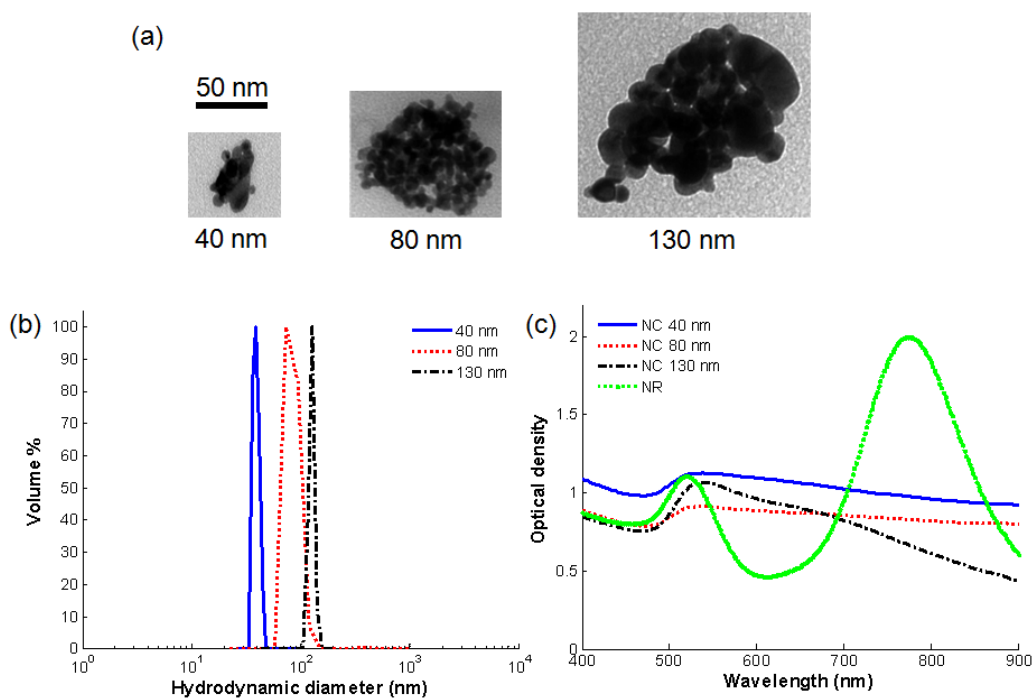 (a)
50 nm
40 nm
80 nm
130 nm
(b)
100
90
80
70
60
50
40
30
20
10
0
Volume %
10^0
10^1
10^2
10^3
10^4
Hydrodynamic diameter (nm)
40 nm
80 nm
130 nm
(c)
2
1.5
1
0.5
0
Optical density
400
500
600
700
800
900
Wavelength (nm)
NC 40 nm
NC 80 nm
NC 130 nm
NR